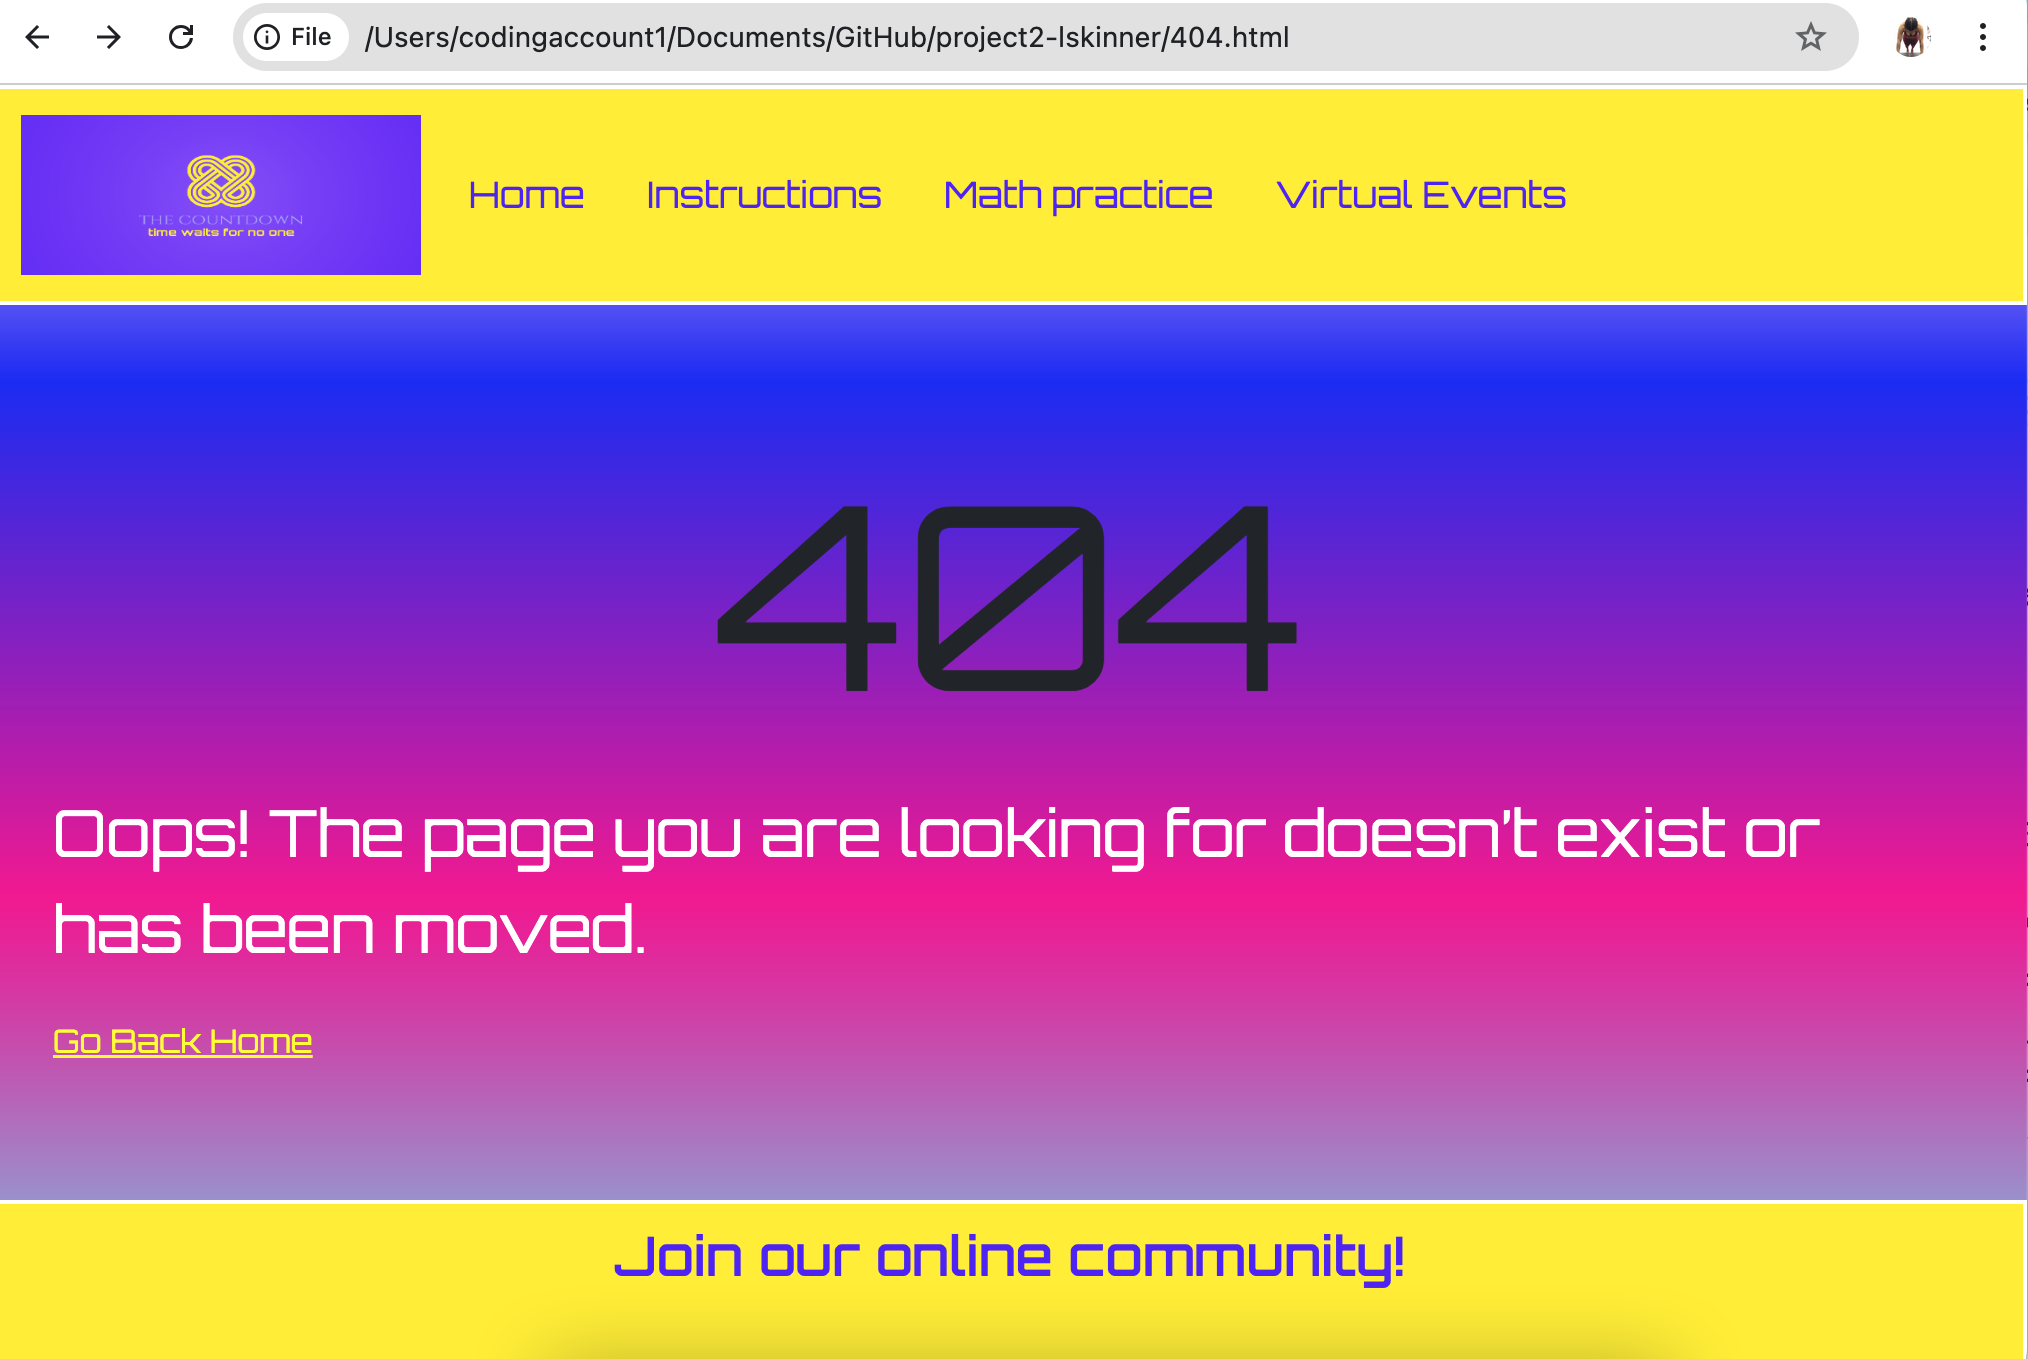 File /Users/codingaccount1/Documents/GitHub/project2-lskinner/404.html
THE COUNTDOWN
time waits for no one
Home Instructions Math practice Virtual Events
404
Oops! The page you are looking for doesn't exist or
has been moved.
Go Back Home
Join our online community!